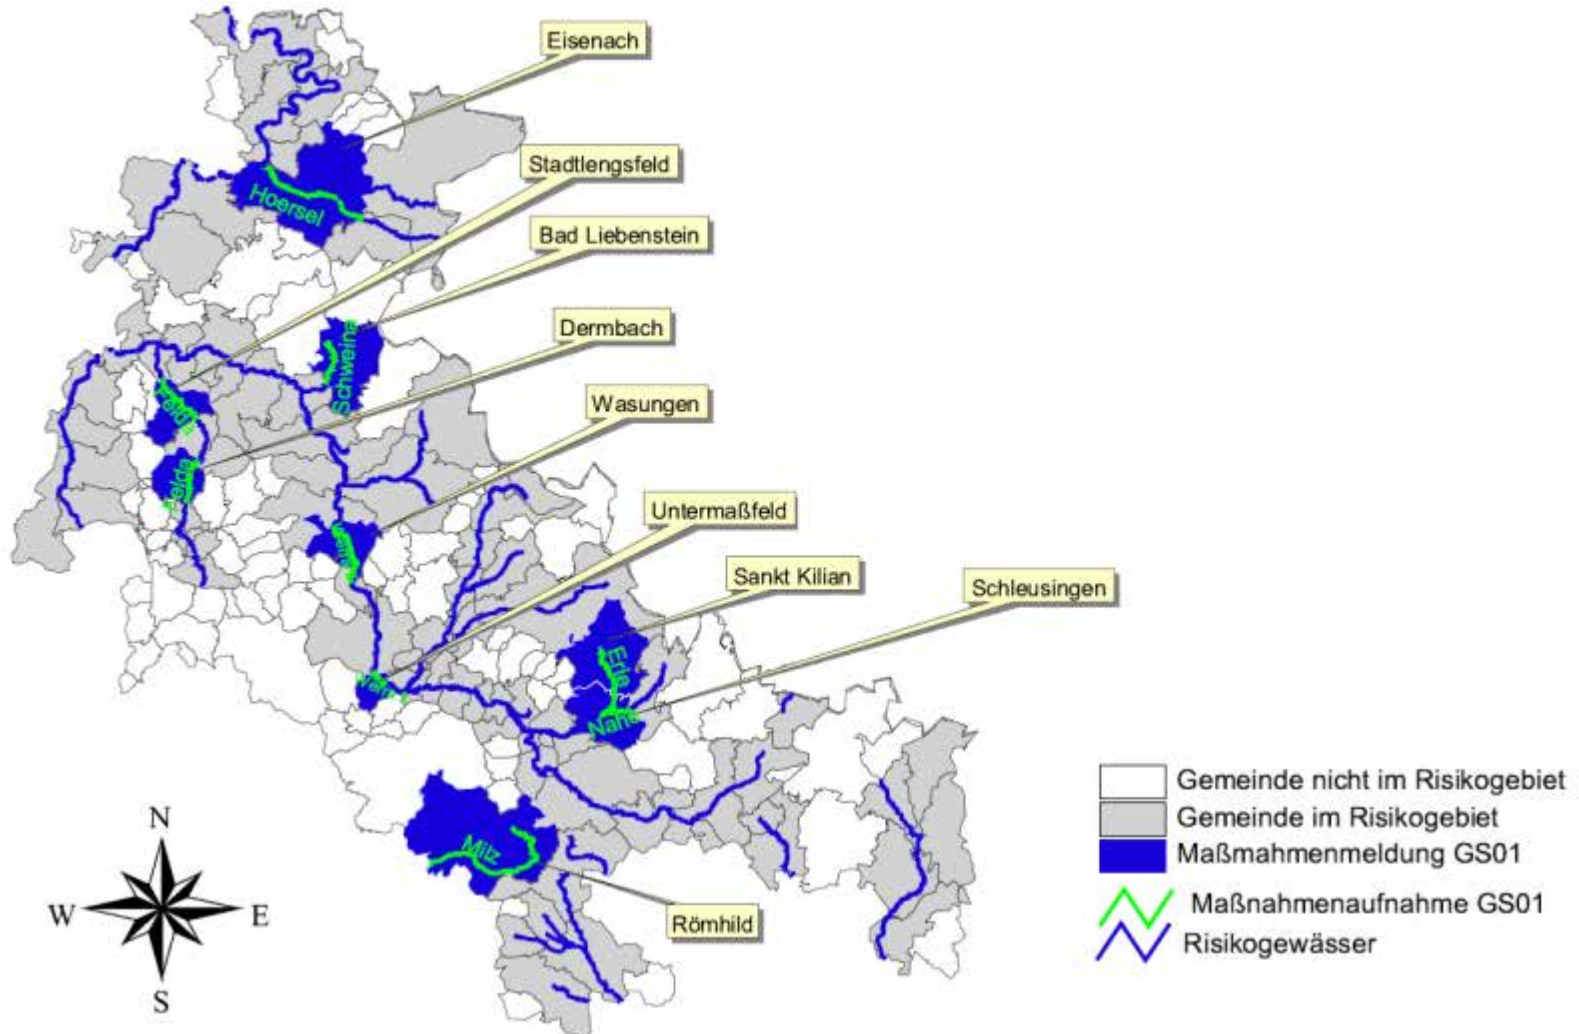 Eisenach
Stadtlengsfeld
Hoersel
Bad Liebenstein
Dermbach
Schweina
Wasungen
Felda
Felda
Untermaßfeld
Sankt Kilian
Schleusingen
Erle
Milz
Römhild
N
W
E
S
Gemeinde nicht im Risikogebiet
Gemeinde im Risikogebiet
Maßmahmenmeldung GS01
Maßnahmenaufnahme GS01
Risikogewässer